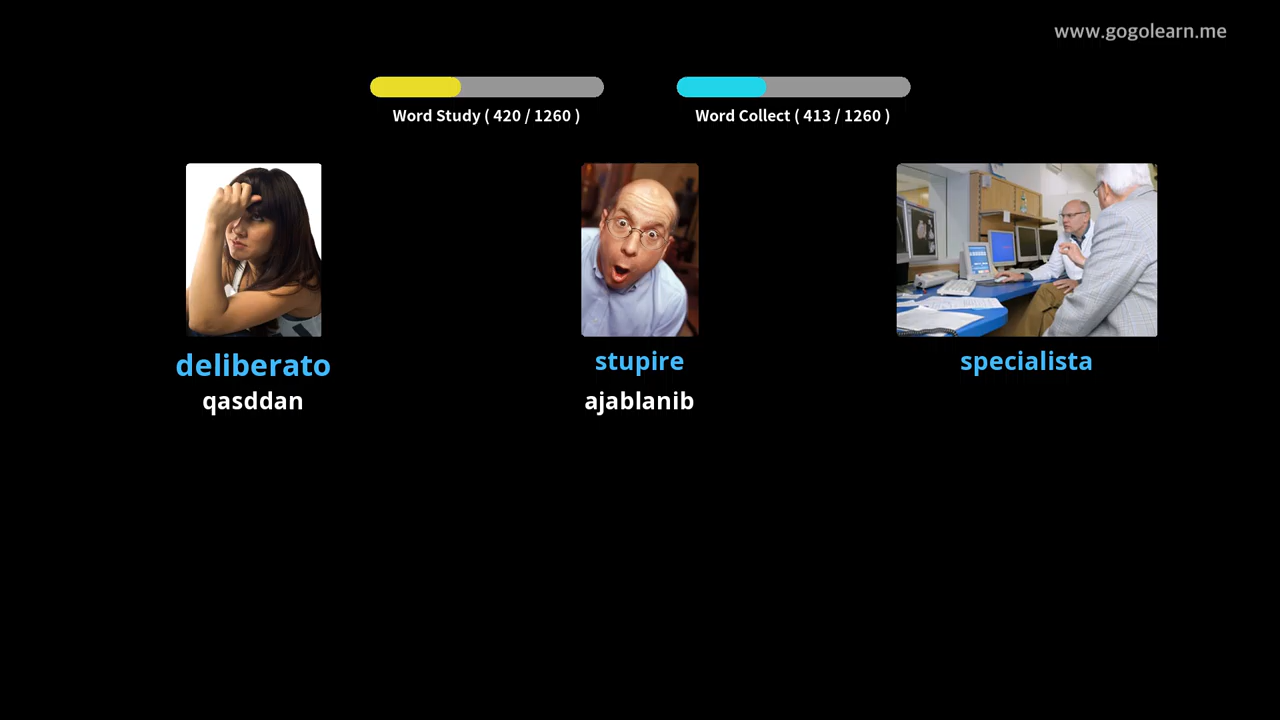 www.gogolearn.me
Word Study ( 420 / 1260 )
Word Collect ( 413 / 1260 )
deliberato
qasddan
stupire
ajablanib
specialista